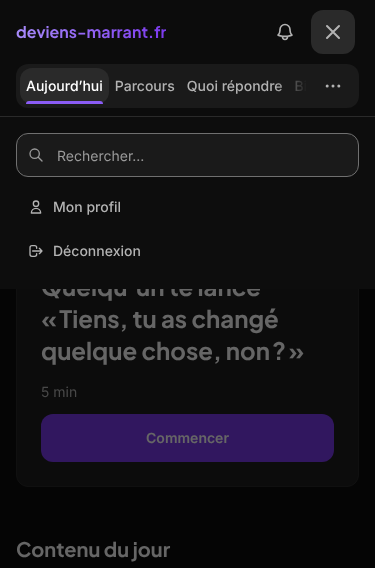 deviens-marrant.fr
Aujourd'hui Parcours Quoi répondre
Rechercher...
Mon profil
Déconnexion
Quelqu'un te lance
« Tiens, tu as changé
quelque chose, non ? »
5 min
Commencer
Contenu du jour